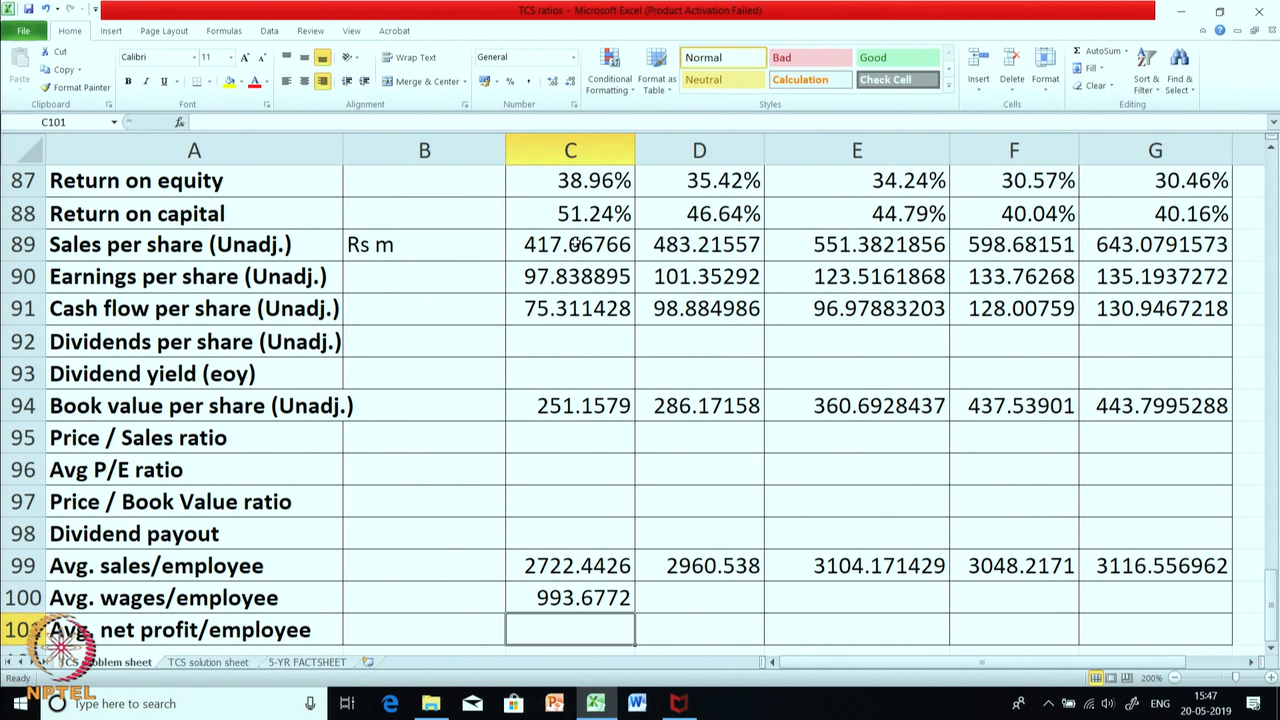 TCS ratios - Microsoft Excel (Product Activation Failed)
File Home Insert Page Layout Formulas Data Review View Acrobat
Paste Cut Copy Format Painter Clipboard
Calibri 11 Font
Wrap Text Merge & Center Alignment
General Number
Conditional Formatting Format as Table Normal Bad Good Neutral Calculation Check Cell Styles
Insert Delete Format Cells
AutoSum Fill Clear Sort & Filter Find & Select Editing
C101 fx
A B C D E F G
87 Return on equity 38.96% 35.42% 34.24% 30.57% 30.46%
88 Return on capital 51.24% 46.64% 44.79% 40.04% 40.16%
89 Sales per share (Unadj.) Rs m 417.66766 483.21557 551.3821856 598.68151 643.0791573
90 Earnings per share (Unadj.) 97.838895 101.35292 123.5161868 133.76268 135.1937272
91 Cash flow per share (Unadj.) 75.311428 98.884986 96.97883203 128.00759 130.9467218
92 Dividends per share (Unadj.)
93 Dividend yield (eoy)
94 Book value per share (Unadj.) 251.1579 286.17158 360.6928437 437.53901 443.7995288
95 Price / Sales ratio
96 Avg P/E ratio
97 Price / Book Value ratio
98 Dividend payout
99 Avg. sales/employee 2722.4426 2960.538 3104.171429 3048.2171 3116.556962
100 Avg. wages/employee 993.6772
101 Avg. net profit/employee
TCS problem sheet TCS solution sheet 5-YR FACTSHEET
Ready 200%
NPTEL
Type here to search
ENG 15:47
20-05-2019